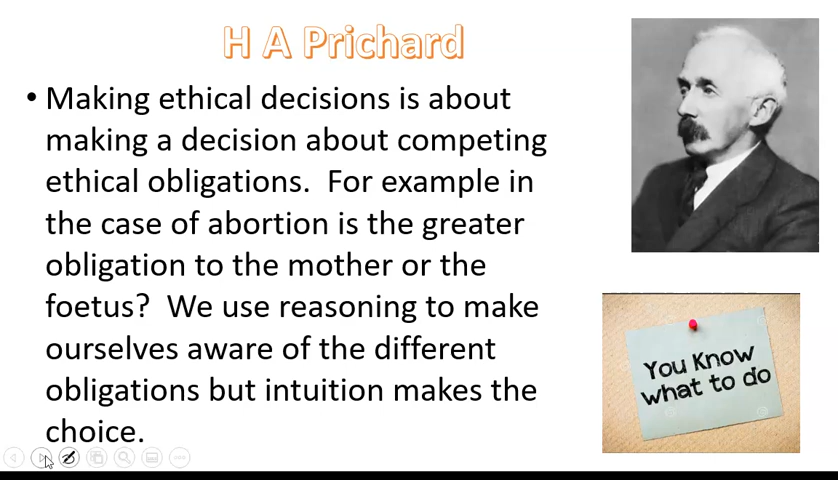 H A Prichard
• Making ethical decisions is about
making a decision about competing
ethical obligations.  For example in
the case of abortion is the greater
obligation to the mother or the
foetus?  We use reasoning to make
ourselves aware of the different
obligations but intuition makes the
choice.
You Know
what to do